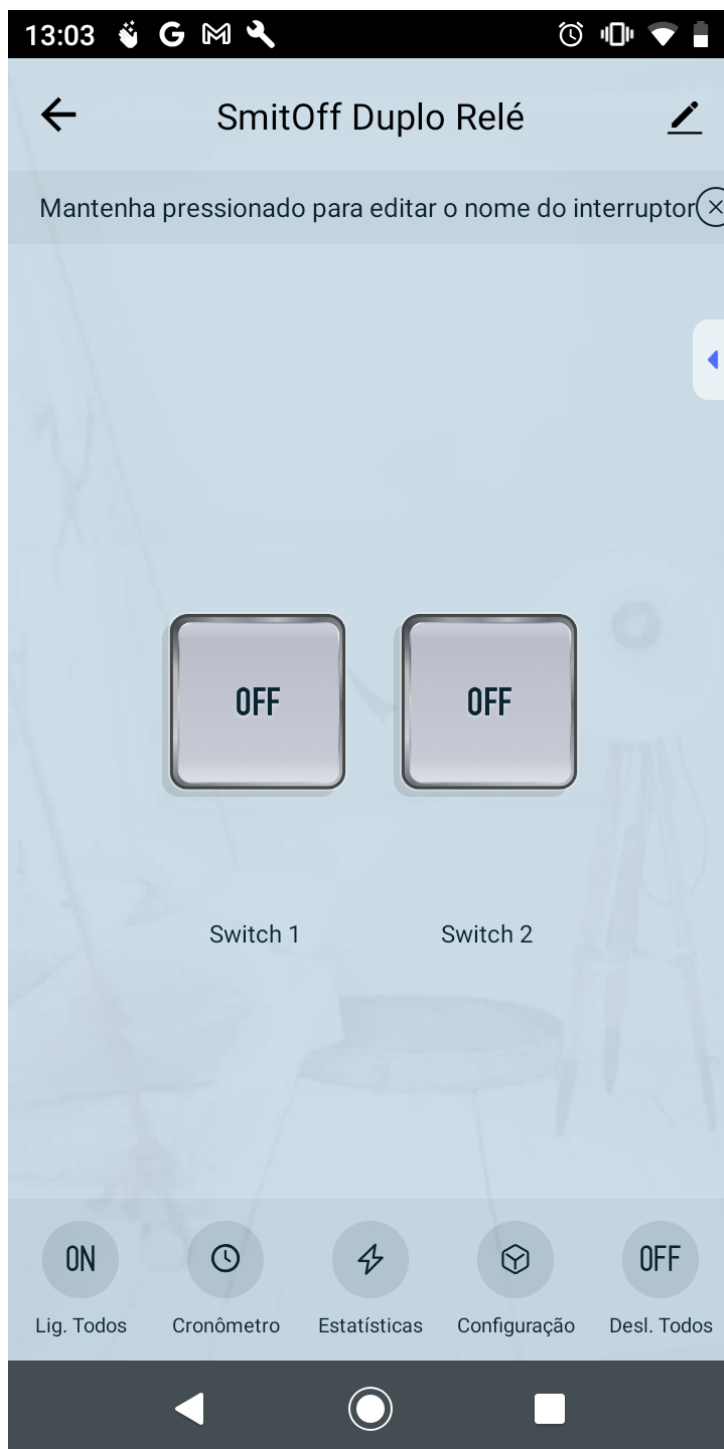 13:03
SmitOff Duplo Relé
Mantenha pressionado para editar o nome do interruptor
OFF OFF
Switch 1 Switch 2
ON OFF
Lig. Todos Cronômetro Estatísticas Configuração Desl. Todos